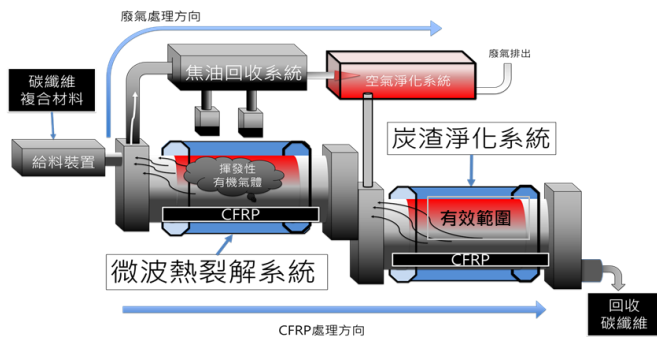 廢氣處理方向
焦油回收系統
空氣淨化系統
廢氣排出
碳纖維
複合材料
給料裝置
揮發性
有機氣體
CFRP
炭渣淨化系統
有效範圍
CFRP
微波熱裂解系統
回收
碳纖維
CFRP處理方向